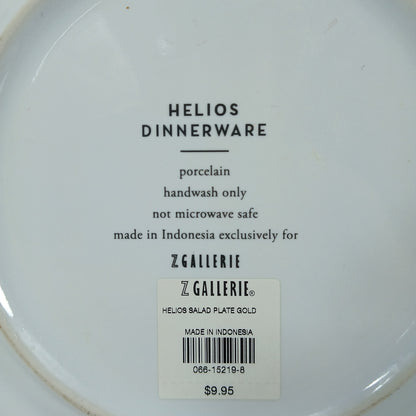 HELIOS
DINNERWARE
porcelain
handwash only
not microwave safe
made in Indonesia exclusively for
Z GALLERIE
Z GALLERIE®
HELIOS SALAD PLATE GOLD
MADE IN INDONESIA
066-15219-8
$9.95